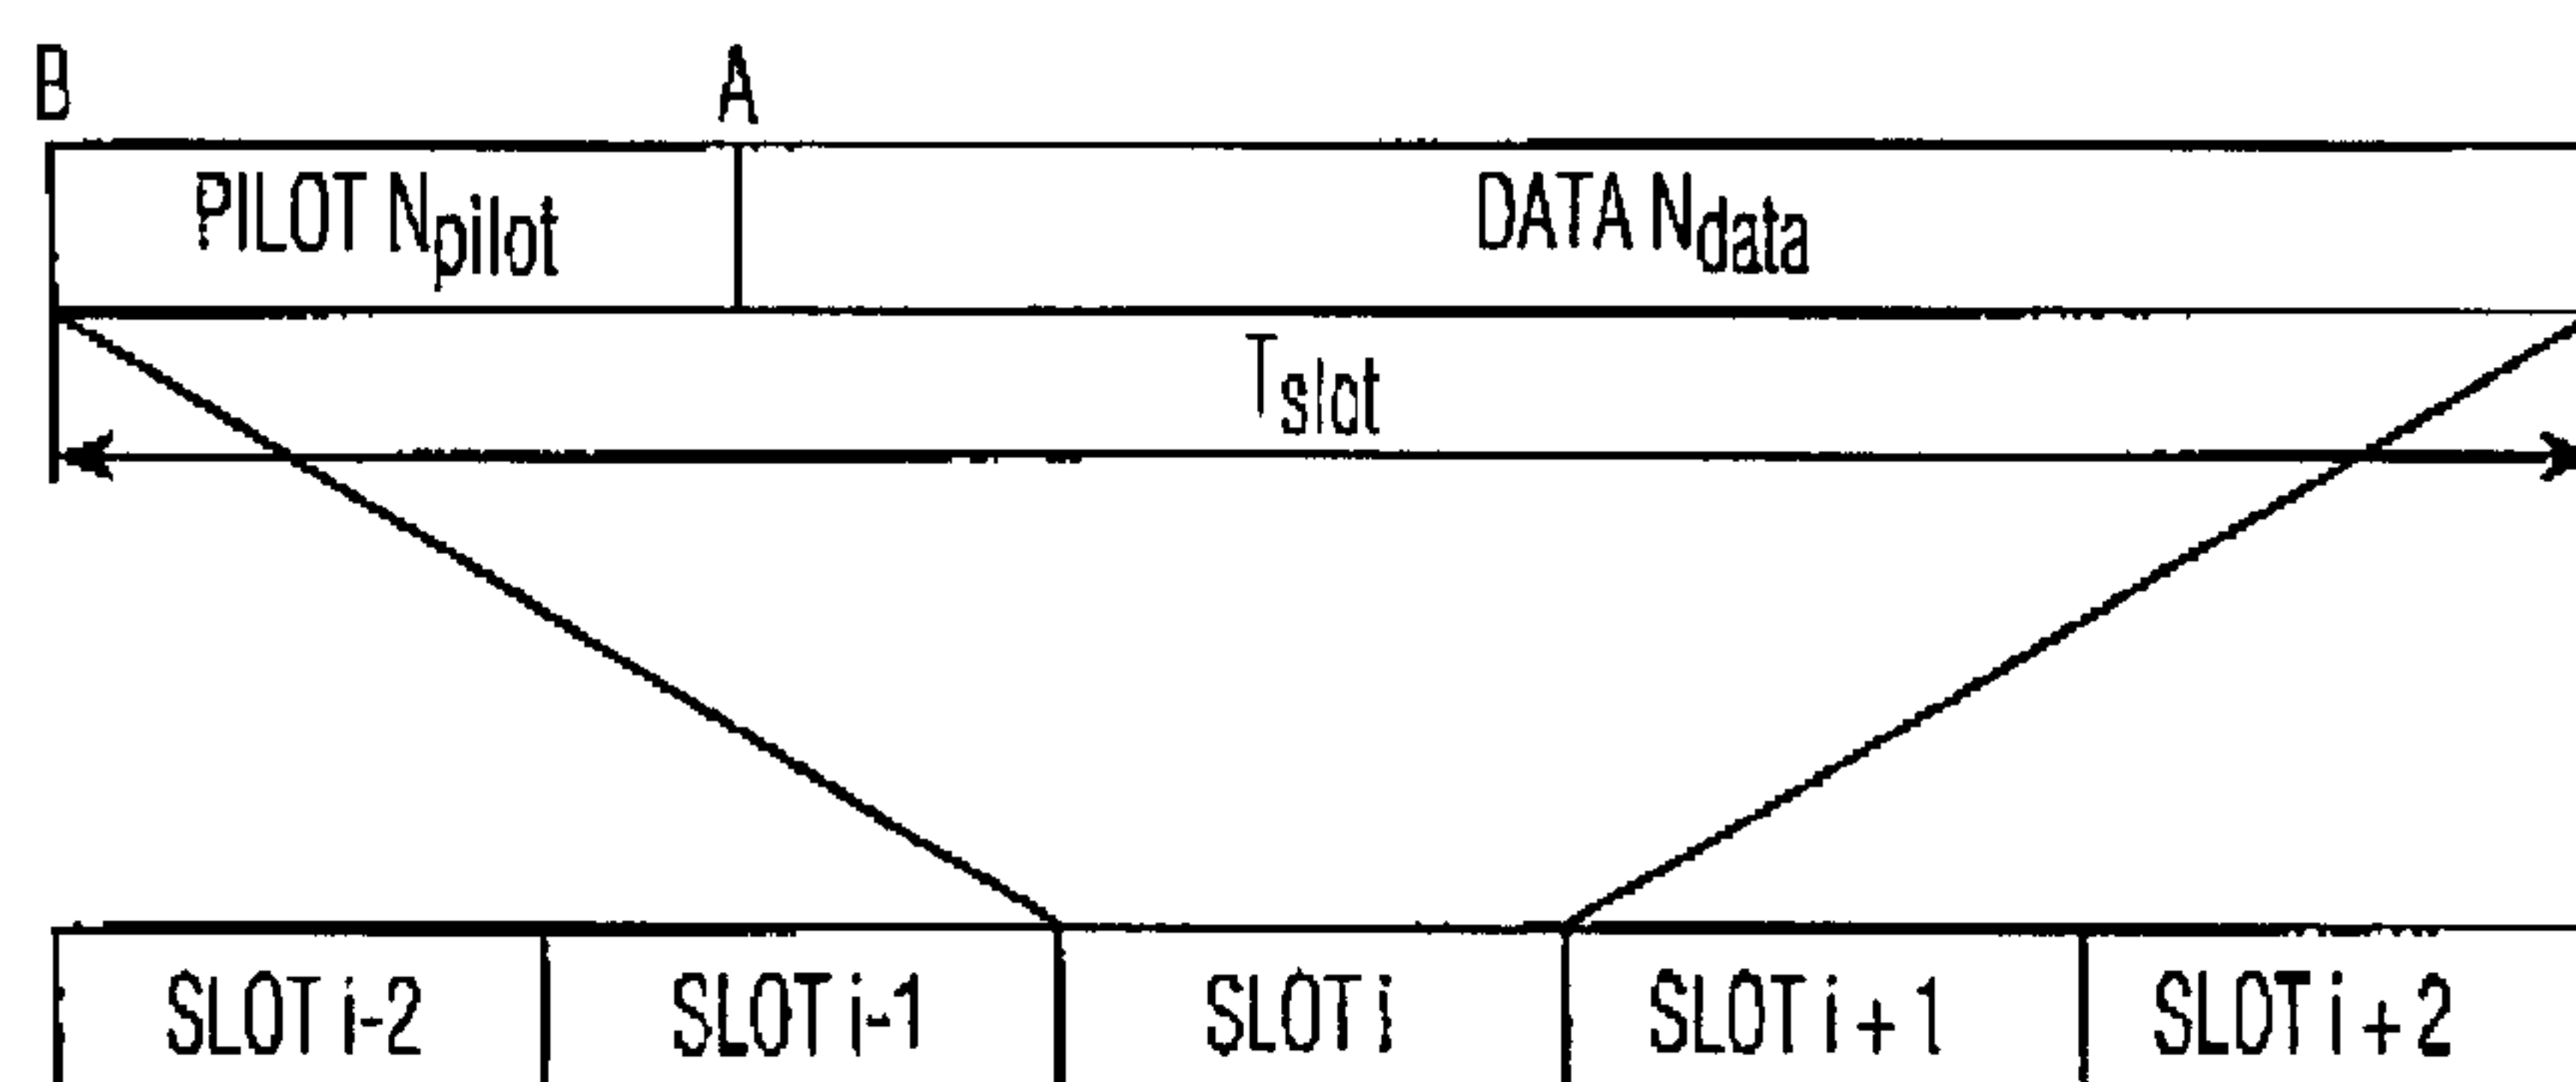 B A
PILOT Npilot DATA Ndata
Tslot
SLOT i-2 SLOT i-1 SLOT i SLOT i + 1 SLOT i + 2